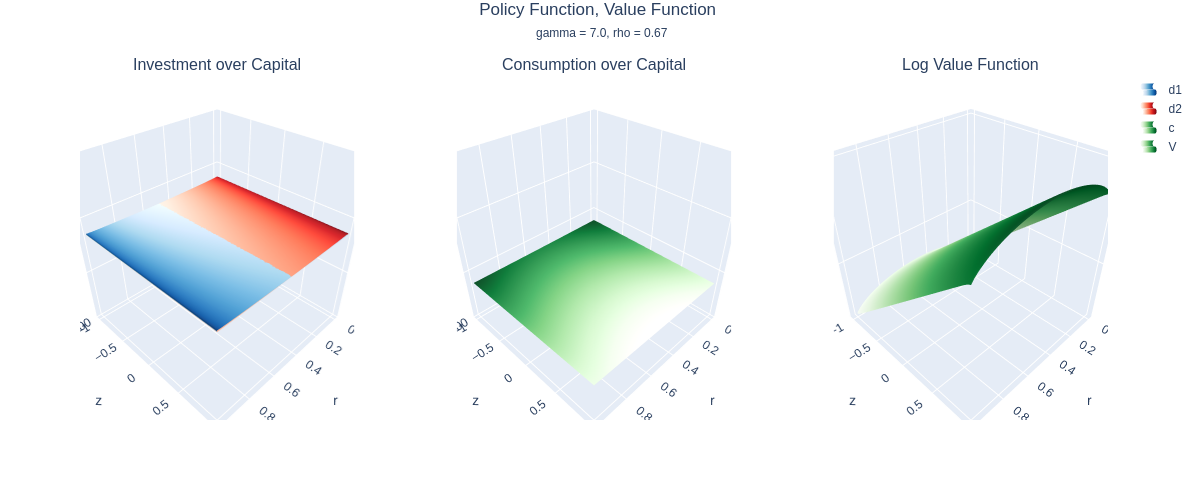 Policy Function, Value Function
gamma = 7.0, rho = 0.67
Investment over Capital
Consumption over Capital
Log Value Function
d1
d2
c
V
−0.5
0
0.5
z
0
0.2
0.4
0.6
0.8
r
−0.5
0
0.5
z
0
0.2
0.4
0.6
0.8
r
−1
−0.5
0
0.5
z
0
0.2
0.4
0.6
0.8
r